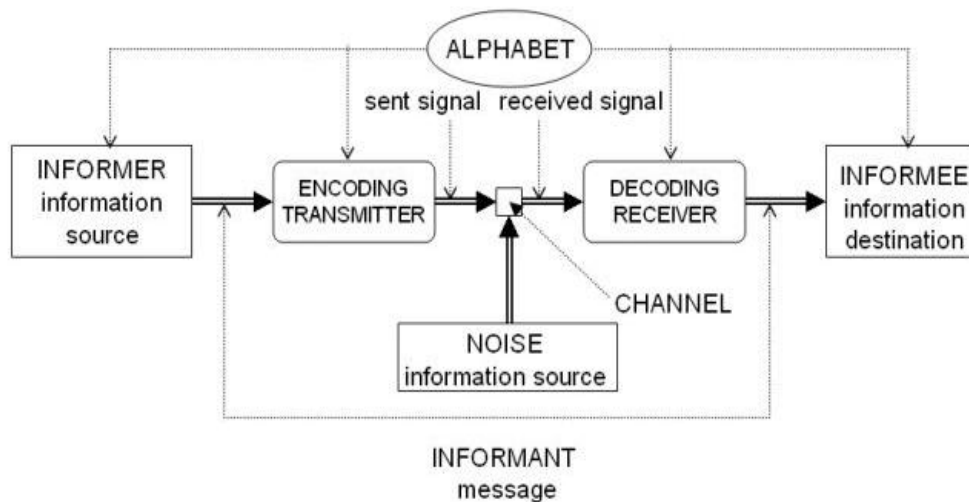 ALPHABET
sent signal received signal
INFORMER
information
source
ENCODING
TRANSMITTER
DECODING
RECEIVER
INFORMEE
information
destination
CHANNEL
NOISE
information source
INFORMANT
message